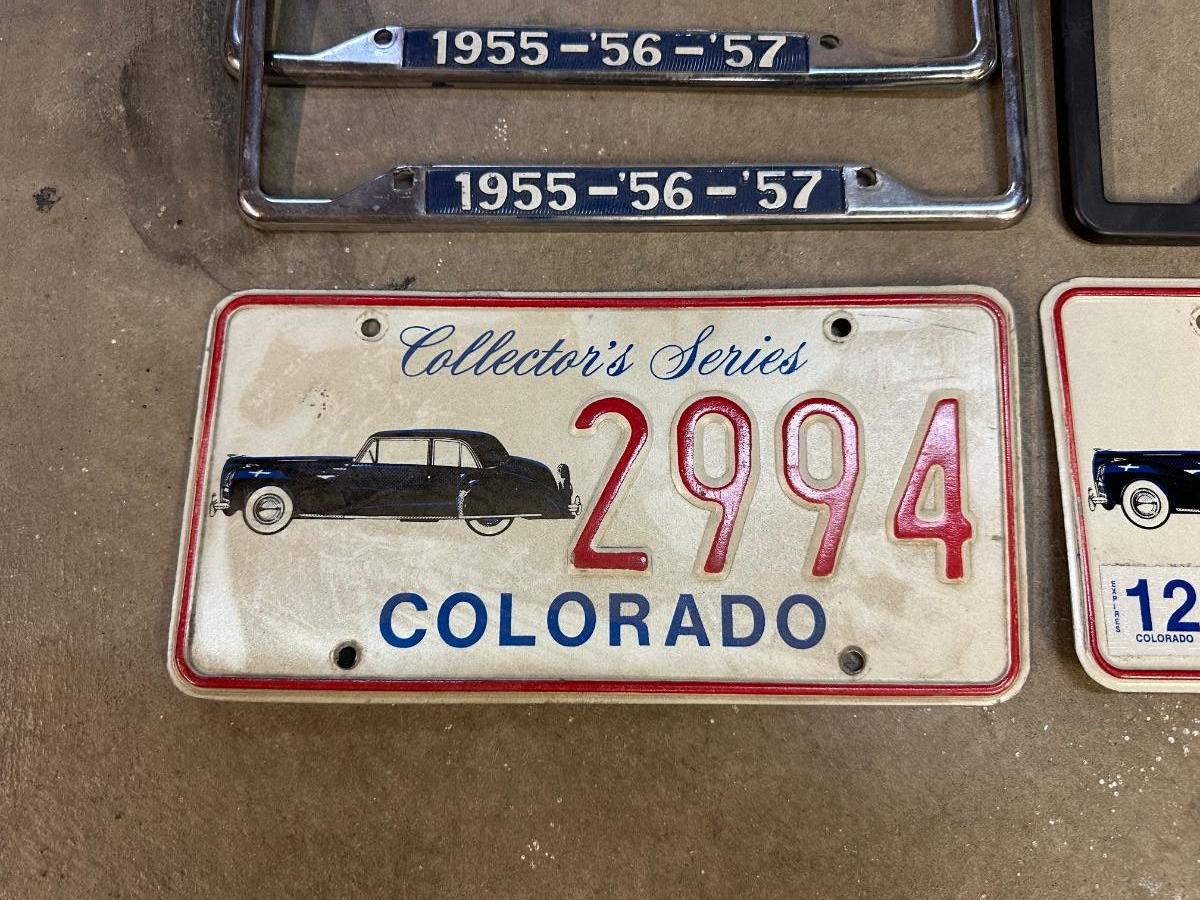 1955 - '56 - '57
1955 - '56 - '57
Collector's Series
2994
COLORADO
EXPIRES
12
COLORADO